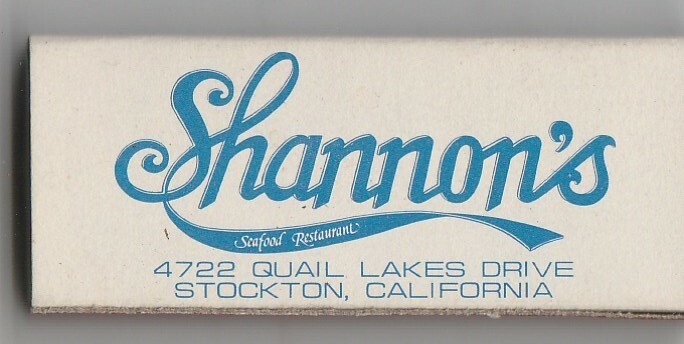 Shannon's
Seafood Restaurant
4722 QUAIL LAKES DRIVE
STOCKTON, CALIFORNIA